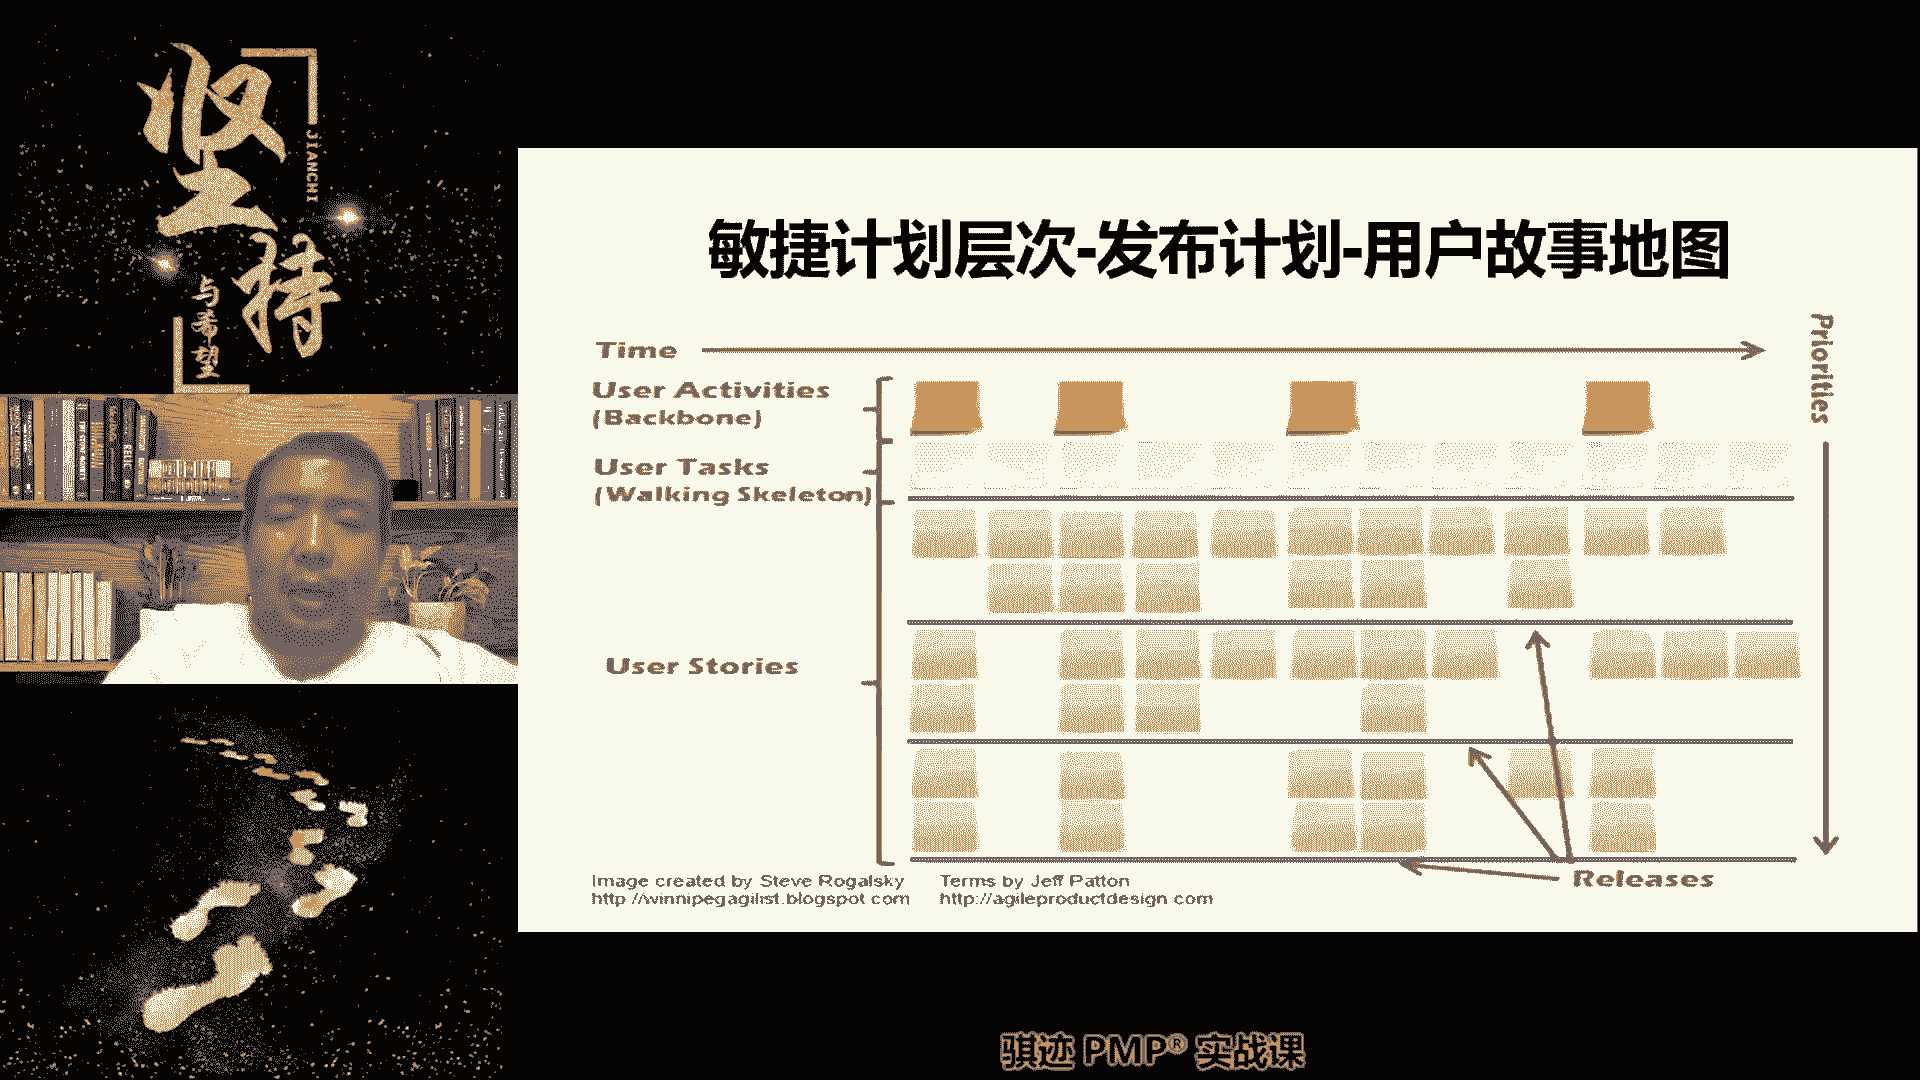 坚持
JIANCHI
与希望
敏捷计划层次-发布计划-用户故事地图
Time
Priorities
User Activities
(Backbone)
User Tasks
(Walking Skeleton)
User Stories
Releases
Image created by Steve Rogalsky
http://winnipegagilist.blogspot.com
Terms by Jeff Patton
http://agileproductdesign.com
骐迹 PMP® 实战课